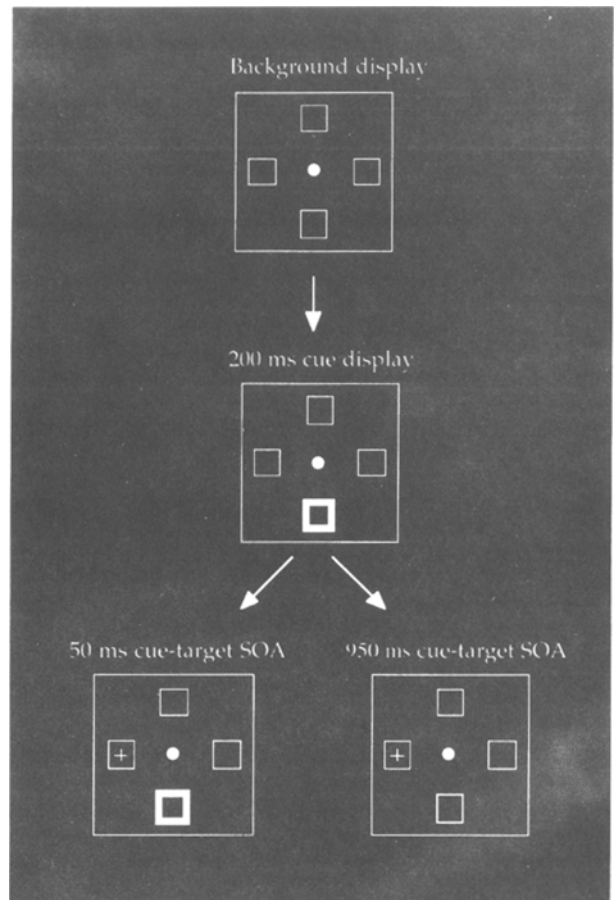 Background display
200 ms cue display
50 ms cue-target SOA
950 ms cue-target SOA